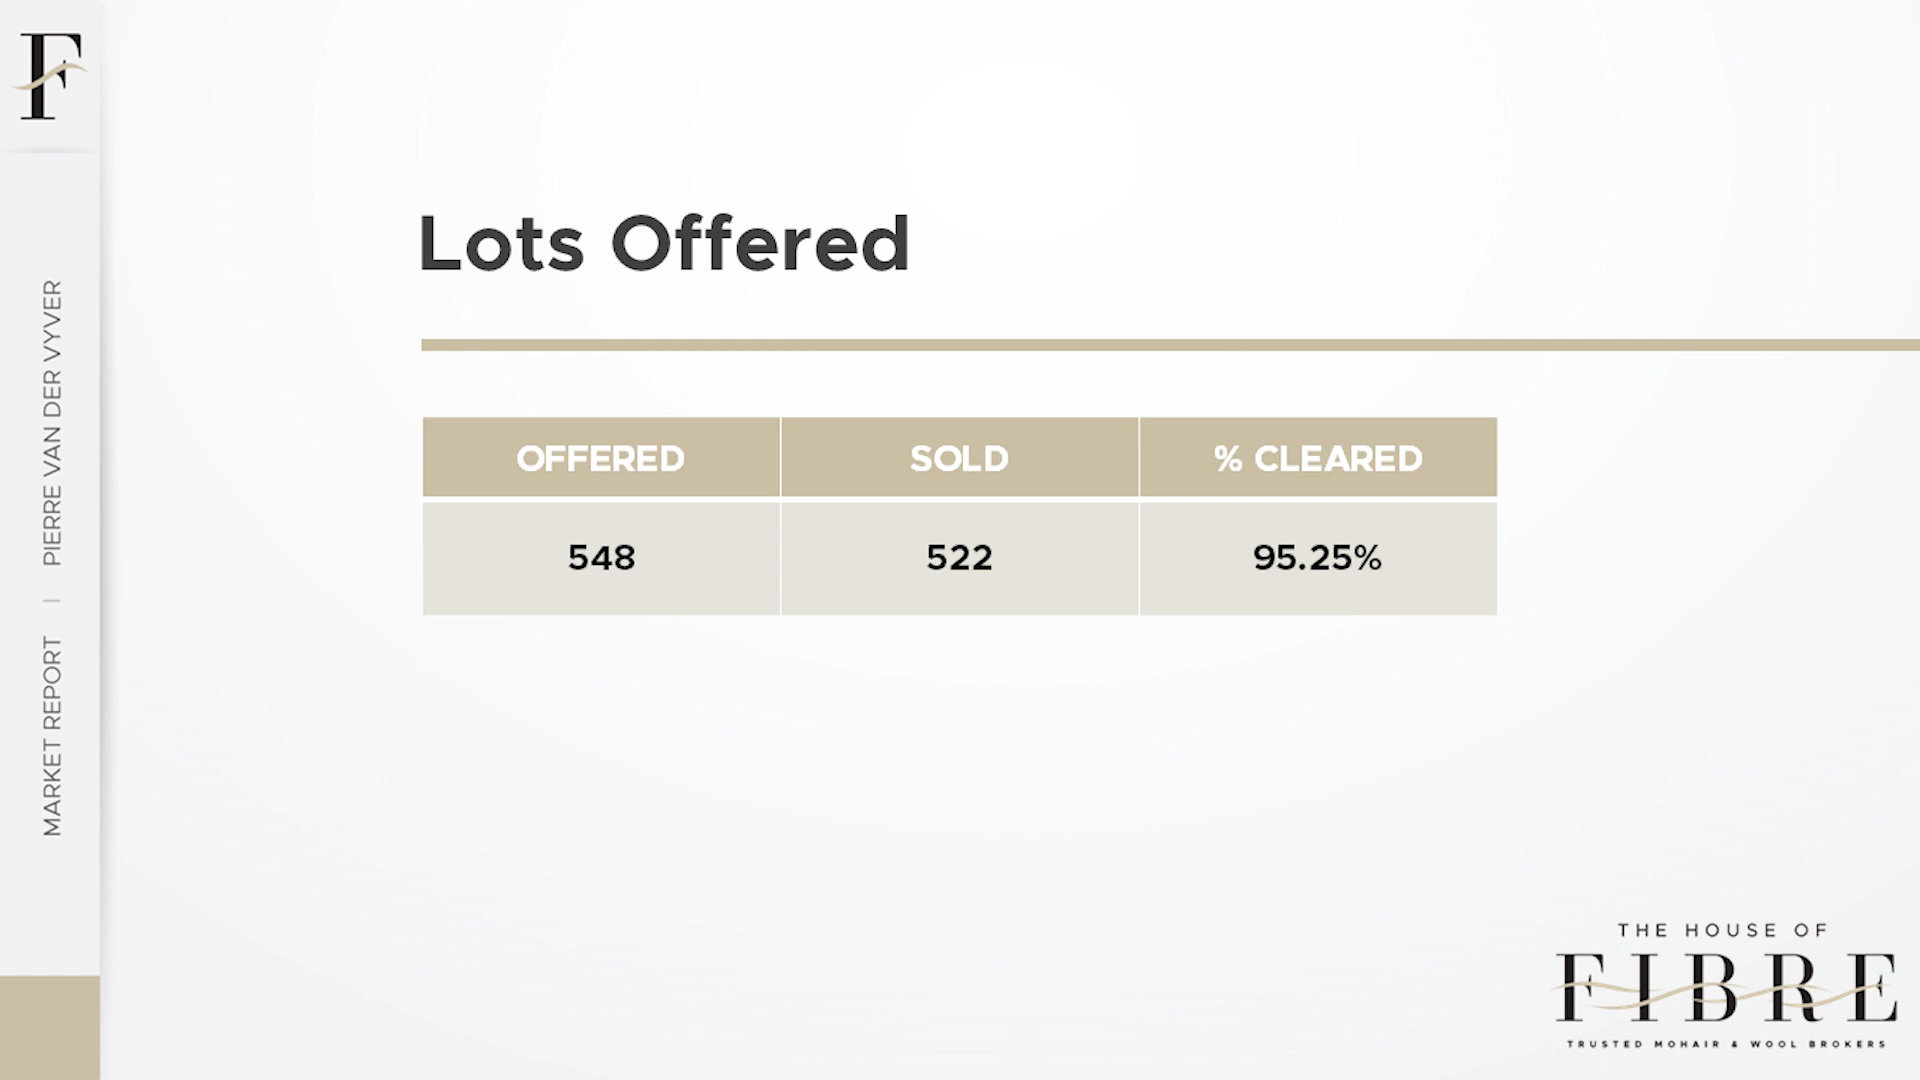 F
MARKET REPORT | PIERRE VAN DER VYVER
Lots Offered
OFFERED SOLD % CLEARED
548 522 95.25%
THE HOUSE OF
FIBRE
TRUSTED MOHAIR & WOOL BROKERS